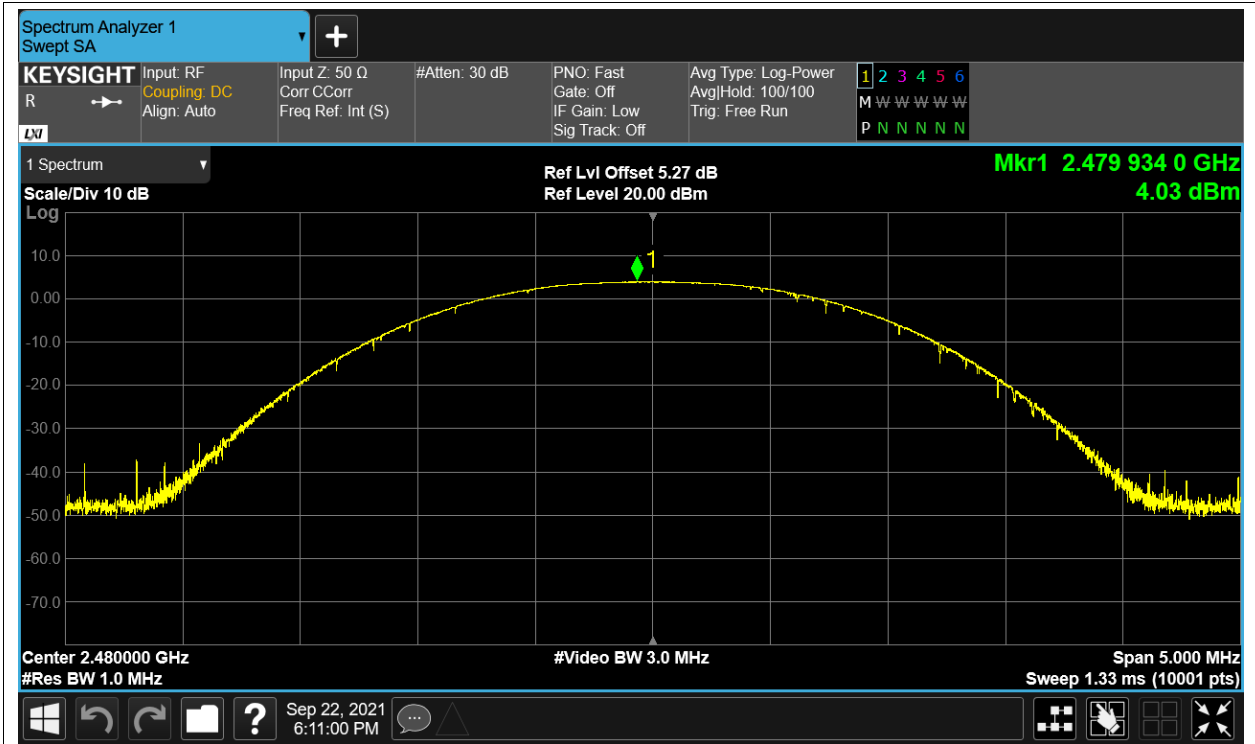 Spectrum Analyzer 1
Swept SA
KEYSIGHT
R
LXI
Input: RF
Coupling: DC
Align: Auto
Input Z: 50 Ω
Corr CCorr
Freq Ref: Int (S)
#Atten: 30 dB
PNO: Fast
Gate: Off
IF Gain: Low
Sig Track: Off
Avg Type: Log-Power
Avg|Hold: 100/100
Trig: Free Run
1 2 3 4 5 6
M W W W W W
P N N N N N
1 Spectrum
Scale/Div 10 dB
Log
Ref Lvl Offset 5.27 dB
Ref Level 20.00 dBm
Mkr1 2.479 934 0 GHz
4.03 dBm
1
10.0
0.00
-10.0
-20.0
-30.0
-40.0
-50.0
-60.0
-70.0
Center 2.480000 GHz
#Video BW 3.0 MHz
Span 5.000 MHz
#Res BW 1.0 MHz
Sweep 1.33 ms (10001 pts)
?
Sep 22, 2021
6:11:00 PM